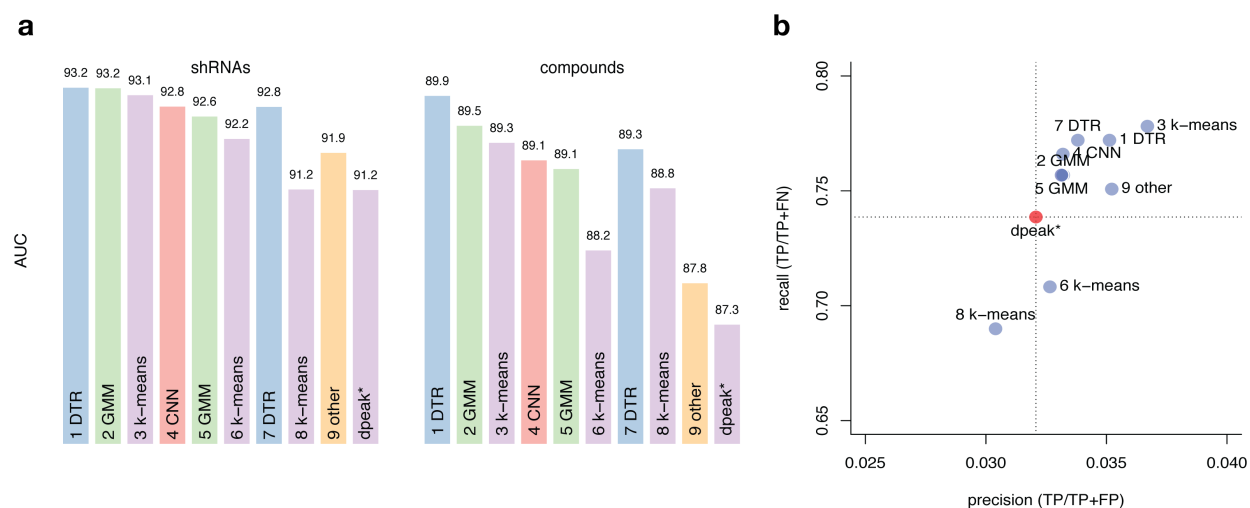 a
shRNAs
93.2
93.2
93.1
92.8
92.6
92.2
92.8
91.2
91.9
91.2
AUC
1 DTR
2 GMM
3 k−means
4 CNN
5 GMM
6 k−means
7 DTR
8 k−means
9 other
dpeak*
compounds
89.9
89.5
89.3
89.1
89.1
88.2
89.3
88.8
87.8
87.3
1 DTR
2 GMM
3 k−means
4 CNN
5 GMM
6 k−means
7 DTR
8 k−means
9 other
dpeak*
b
recall (TP/TP+FN)
0.80
0.75
0.70
0.65
7 DTR
3 k−means
1 DTR
4 CNN
2 GMM
5 GMM
9 other
dpeak*
6 k−means
8 k−means
0.025
0.030
0.035
0.040
precision (TP/TP+FP)